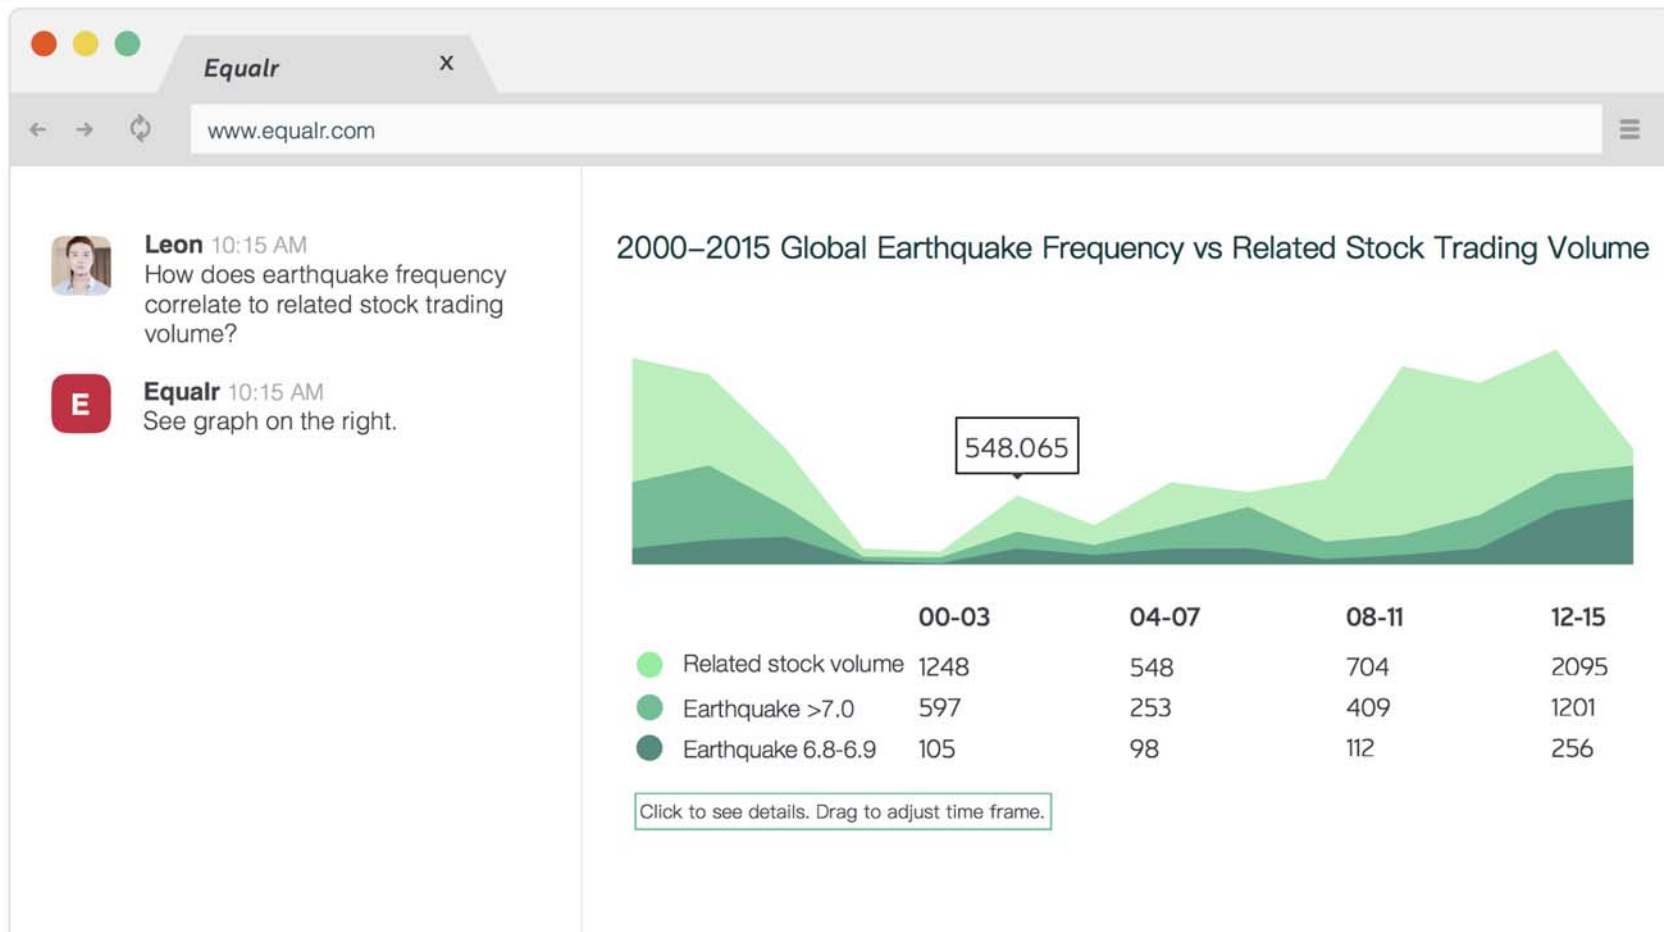 Equalr X
www.equalr.com
Leon 10:15 AM
How does earthquake frequency
correlate to related stock trading
volume?
E
Equalr 10:15 AM
See graph on the right.
2000–2015 Global Earthquake Frequency vs Related Stock Trading Volume
548.065
00-03 04-07 08-11 12-15
Related stock volume 1248 548 704 2095
Earthquake >7.0 597 253 409 1201
Earthquake 6.8-6.9 105 98 112 256
Click to see details. Drag to adjust time frame.